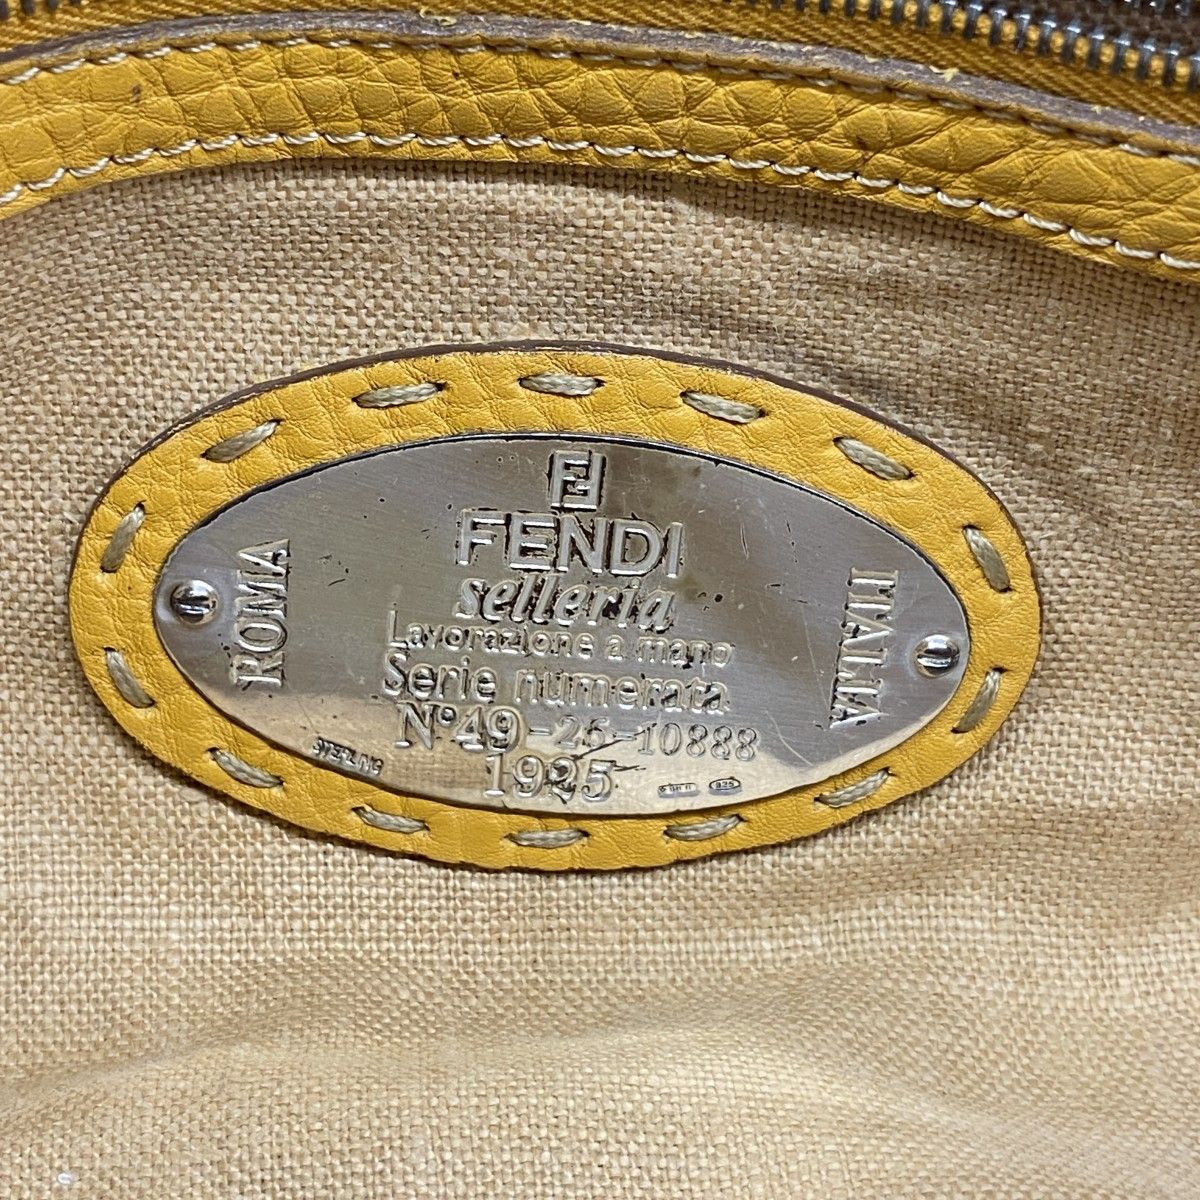 FF
FENDI
selleria
Lavorazione a mano
Serie numerata
N° 49-25-10888
1925
ROMA
ITALIA
STERLING
925